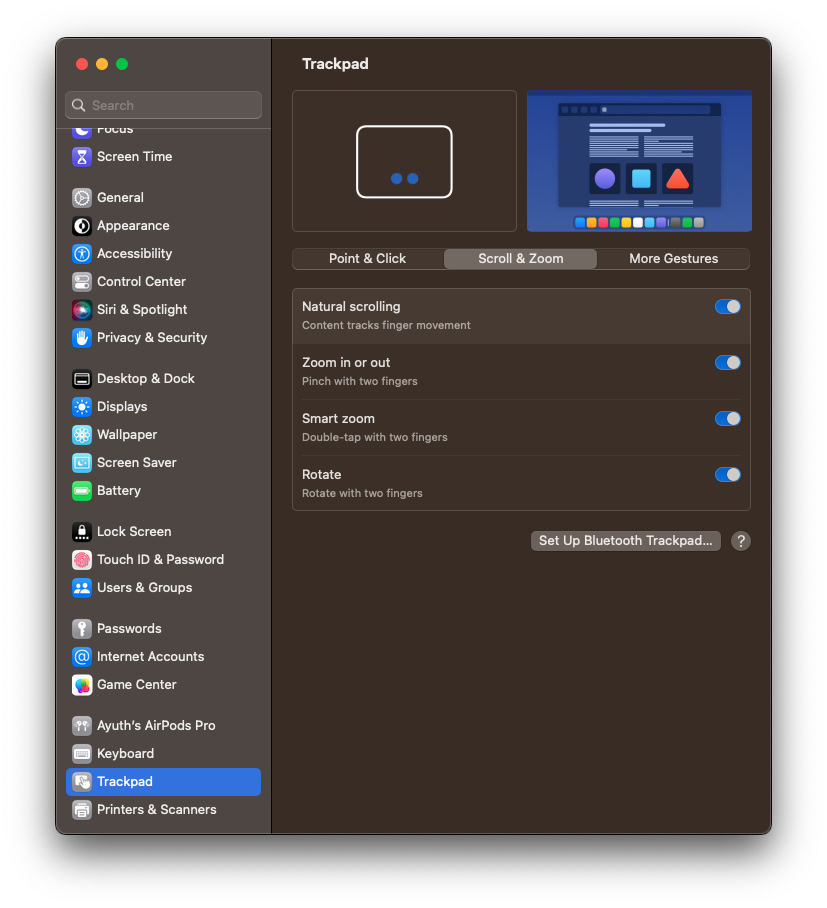 Search
Focus
Screen Time
General
Appearance
Accessibility
Control Center
Siri & Spotlight
Privacy & Security
Desktop & Dock
Displays
Wallpaper
Screen Saver
Battery
Lock Screen
Touch ID & Password
Users & Groups
Passwords
Internet Accounts
Game Center
Ayuth’s AirPods Pro
Keyboard
Trackpad
Printers & Scanners
Trackpad
Point & Click
Scroll & Zoom
More Gestures
Natural scrolling
Content tracks finger movement
Zoom in or out
Pinch with two fingers
Smart zoom
Double-tap with two fingers
Rotate
Rotate with two fingers
Set Up Bluetooth Trackpad...
?